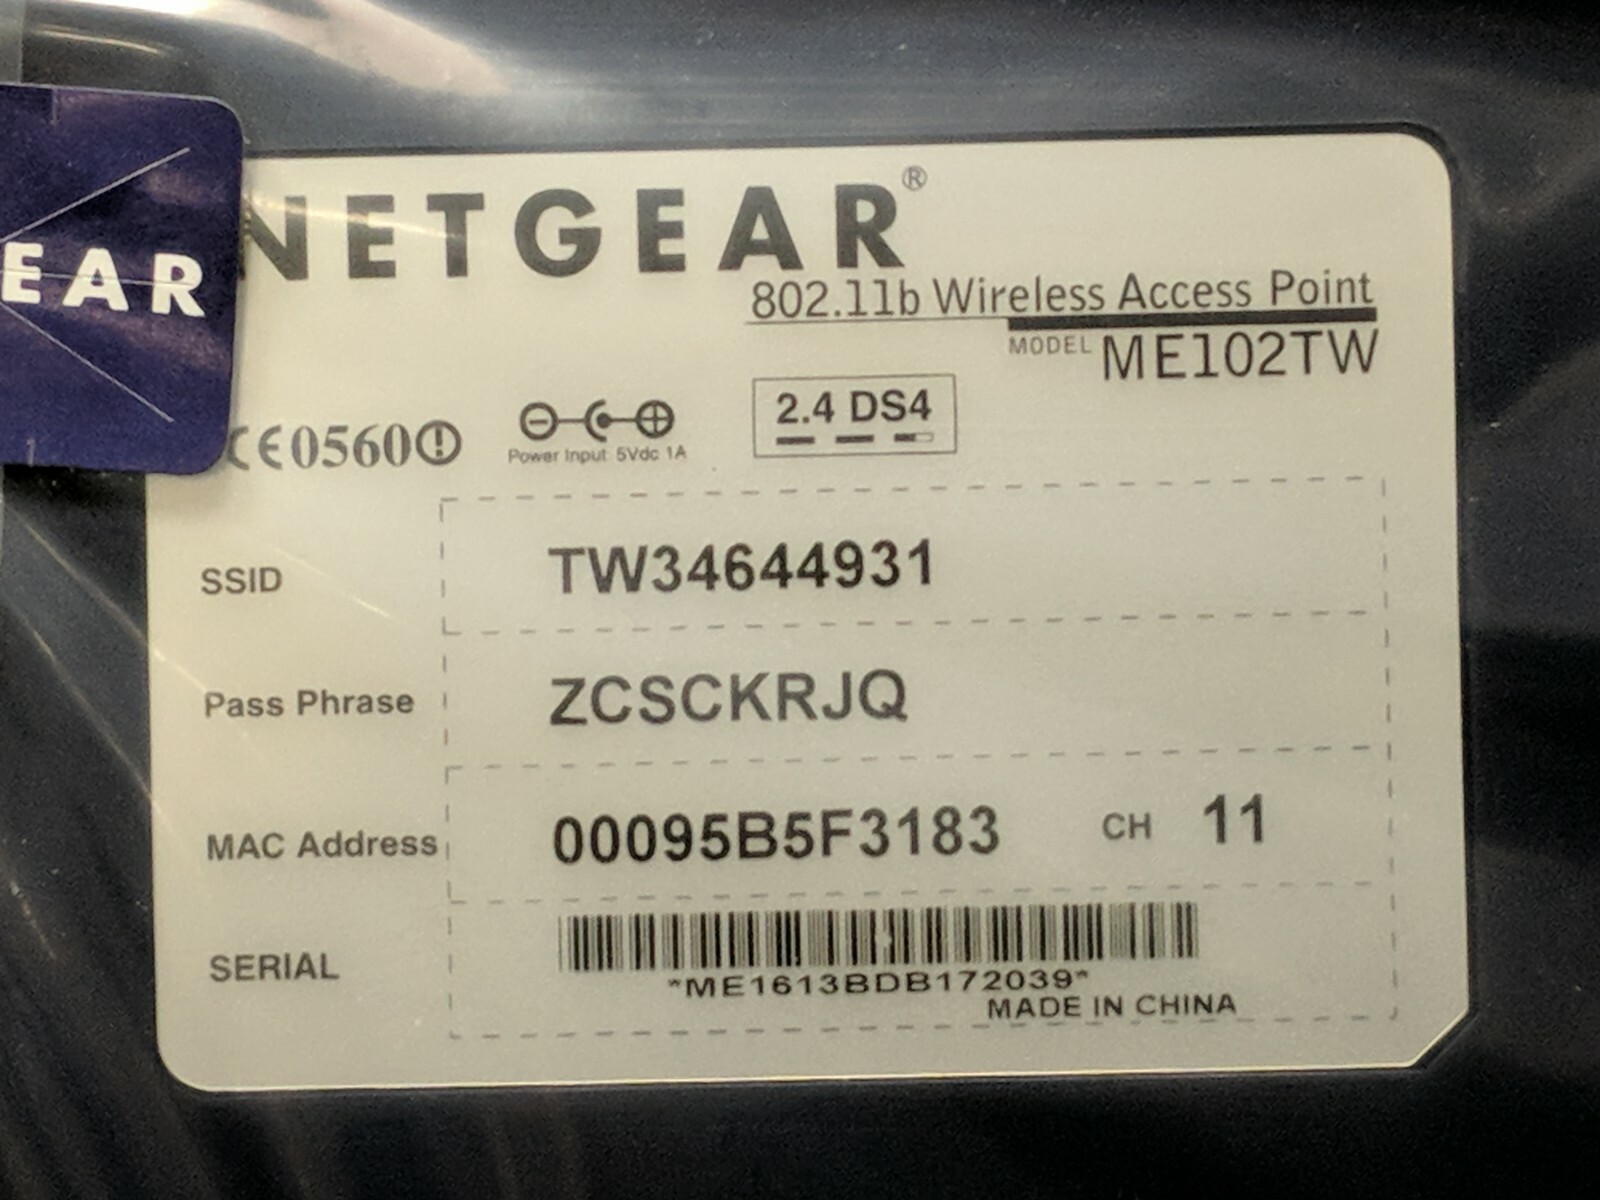 NETGEAR®
EAR
802.11b Wireless Access Point
MODEL ME102TW
CE0560
Power Input: 5Vdc 1A
2.4 DS4
SSID TW34644931
Pass Phrase ZCSCKRJQ
MAC Address 00095B5F3183 CH 11
SERIAL
*ME1613BDB172039*
MADE IN CHINA